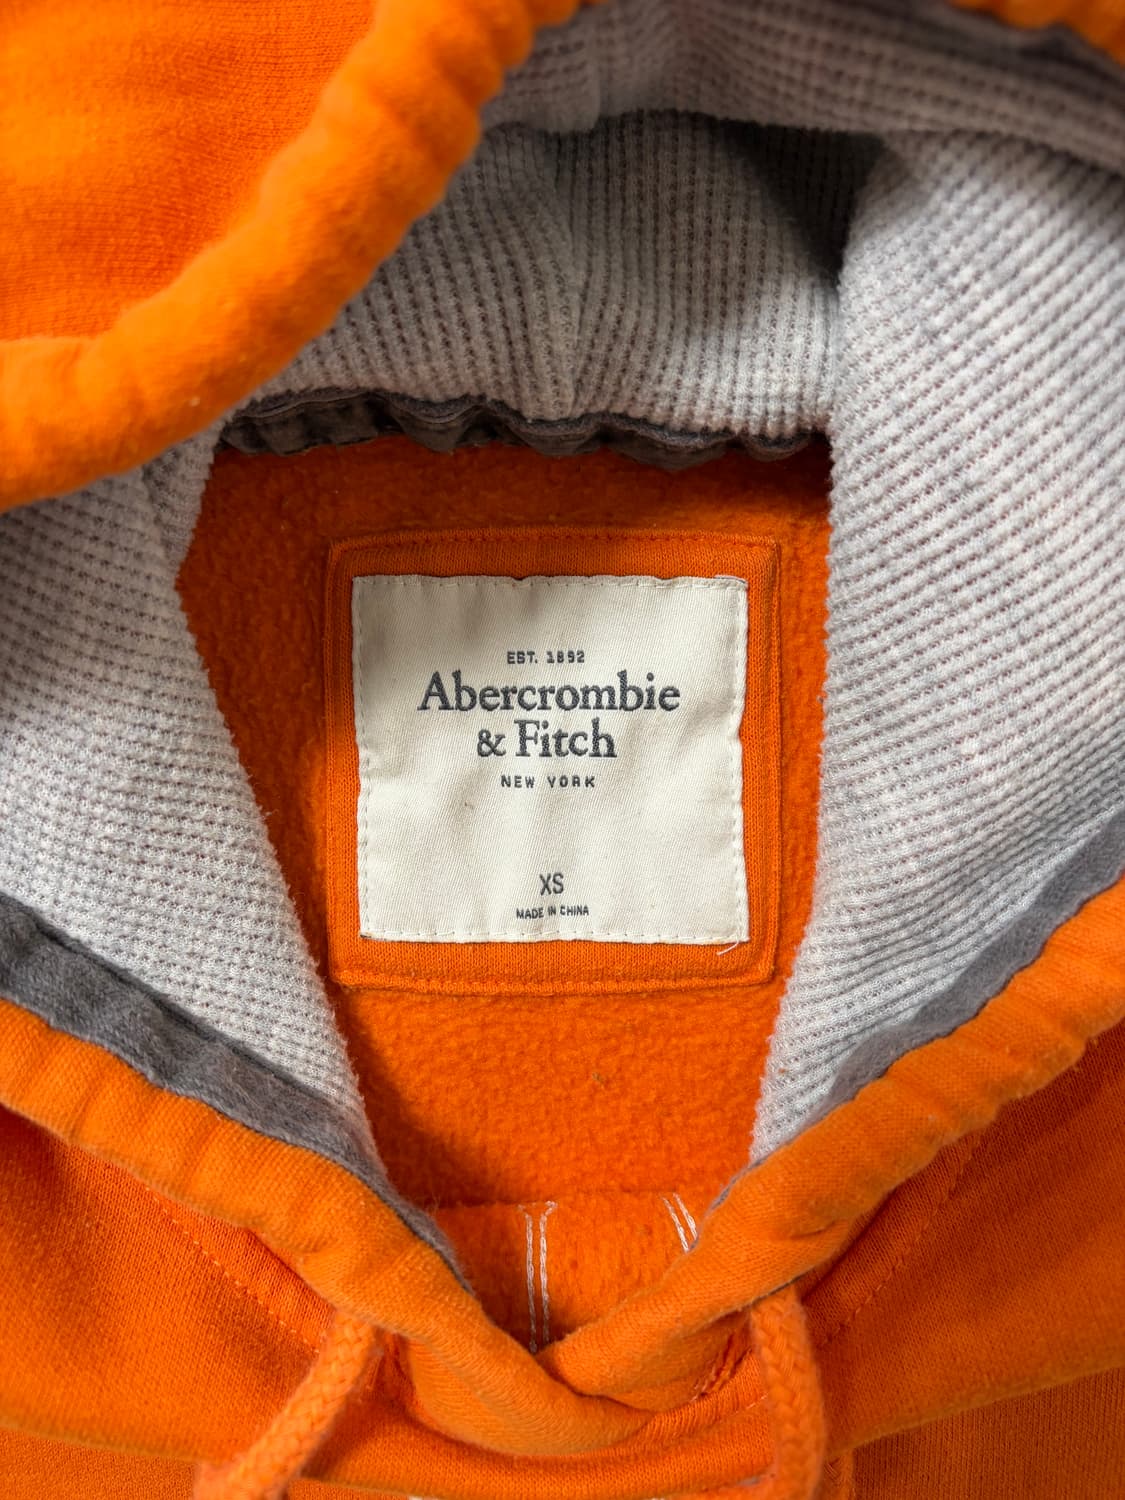 EST. 1892
Abercrombie
& Fitch
NEW YORK
XS
MADE IN CHINA